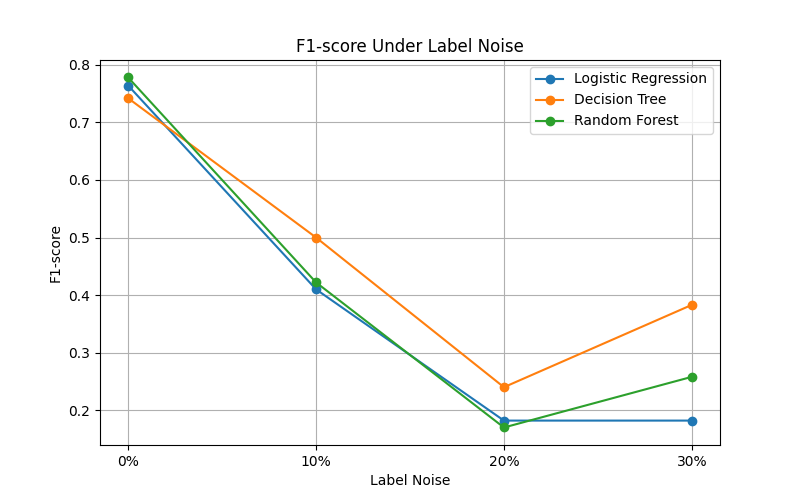 F1-score Under Label Noise
Logistic Regression
Decision Tree
Random Forest
F1-score
0.8
0.7
0.6
0.5
0.4
0.3
0.2
0%
10%
20%
30%
Label Noise